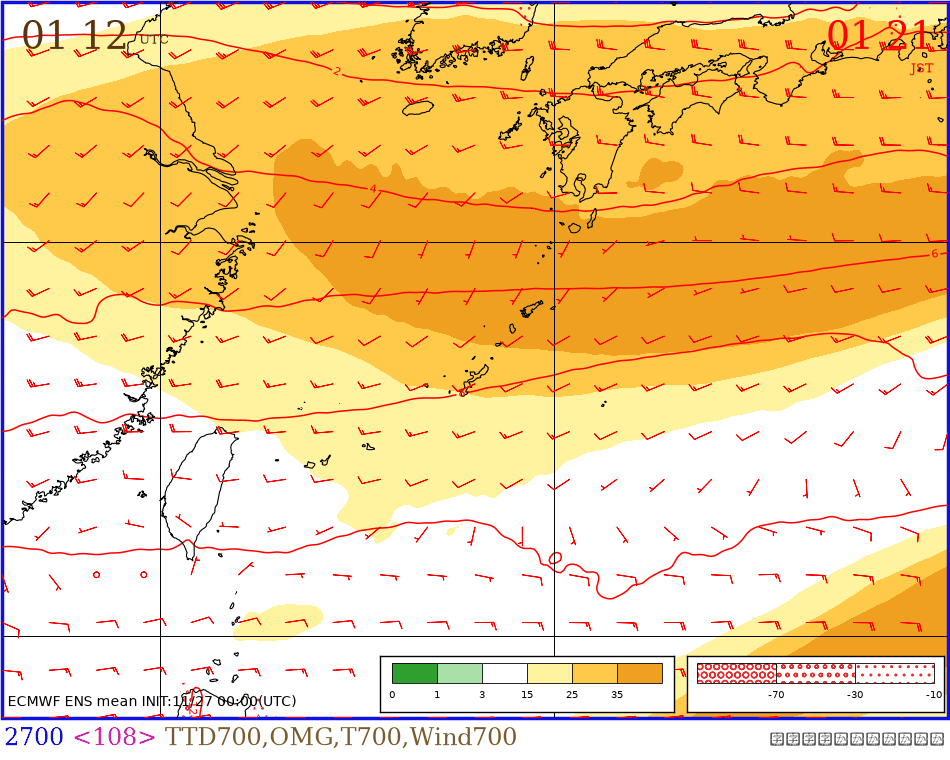 01 12 UTC
01 21 JST
2
4
6
0 1 3 15 25 35
-70 -30 -10
ECMWF ENS mean INIT:11/27 00:00(UTC)
2700 <108> TTD700,OMG,T700,Wind700